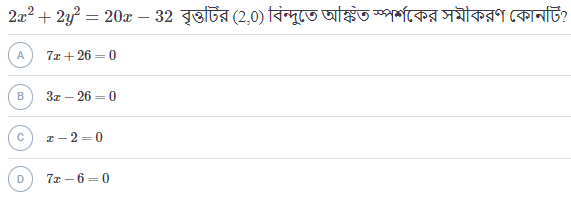 2x² + 2y² = 20x − 32 বৃত্তটির (2,0) বিন্দুতে অঙ্কিত স্পর্শকের সমীকরণ কোনটি?
A 7x + 26 = 0
B 3x − 26 = 0
C x − 2 = 0
D 7x − 6 = 0